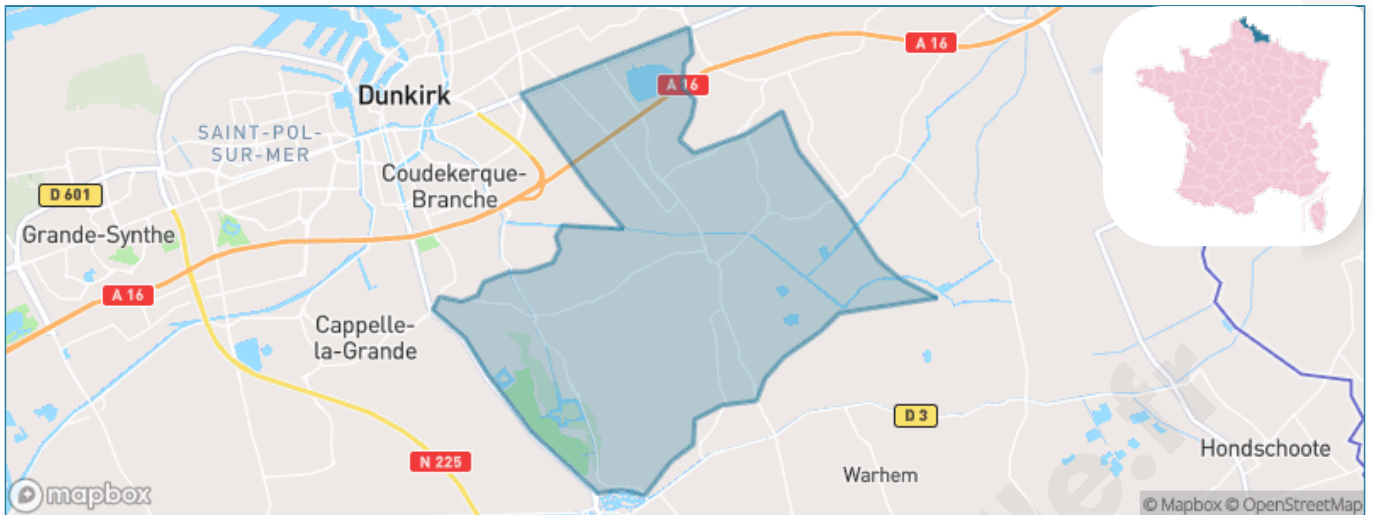 A 16
A 16
Dunkirk
SAINT-POL-
SUR-MER
Coudekerque-
Branche
D 601
Grande-Synthe
A 16
Cappelle-
la-Grande
D 3
N 225
Warhem
Hondschoote
mapbox
© Mapbox © OpenStreetMap